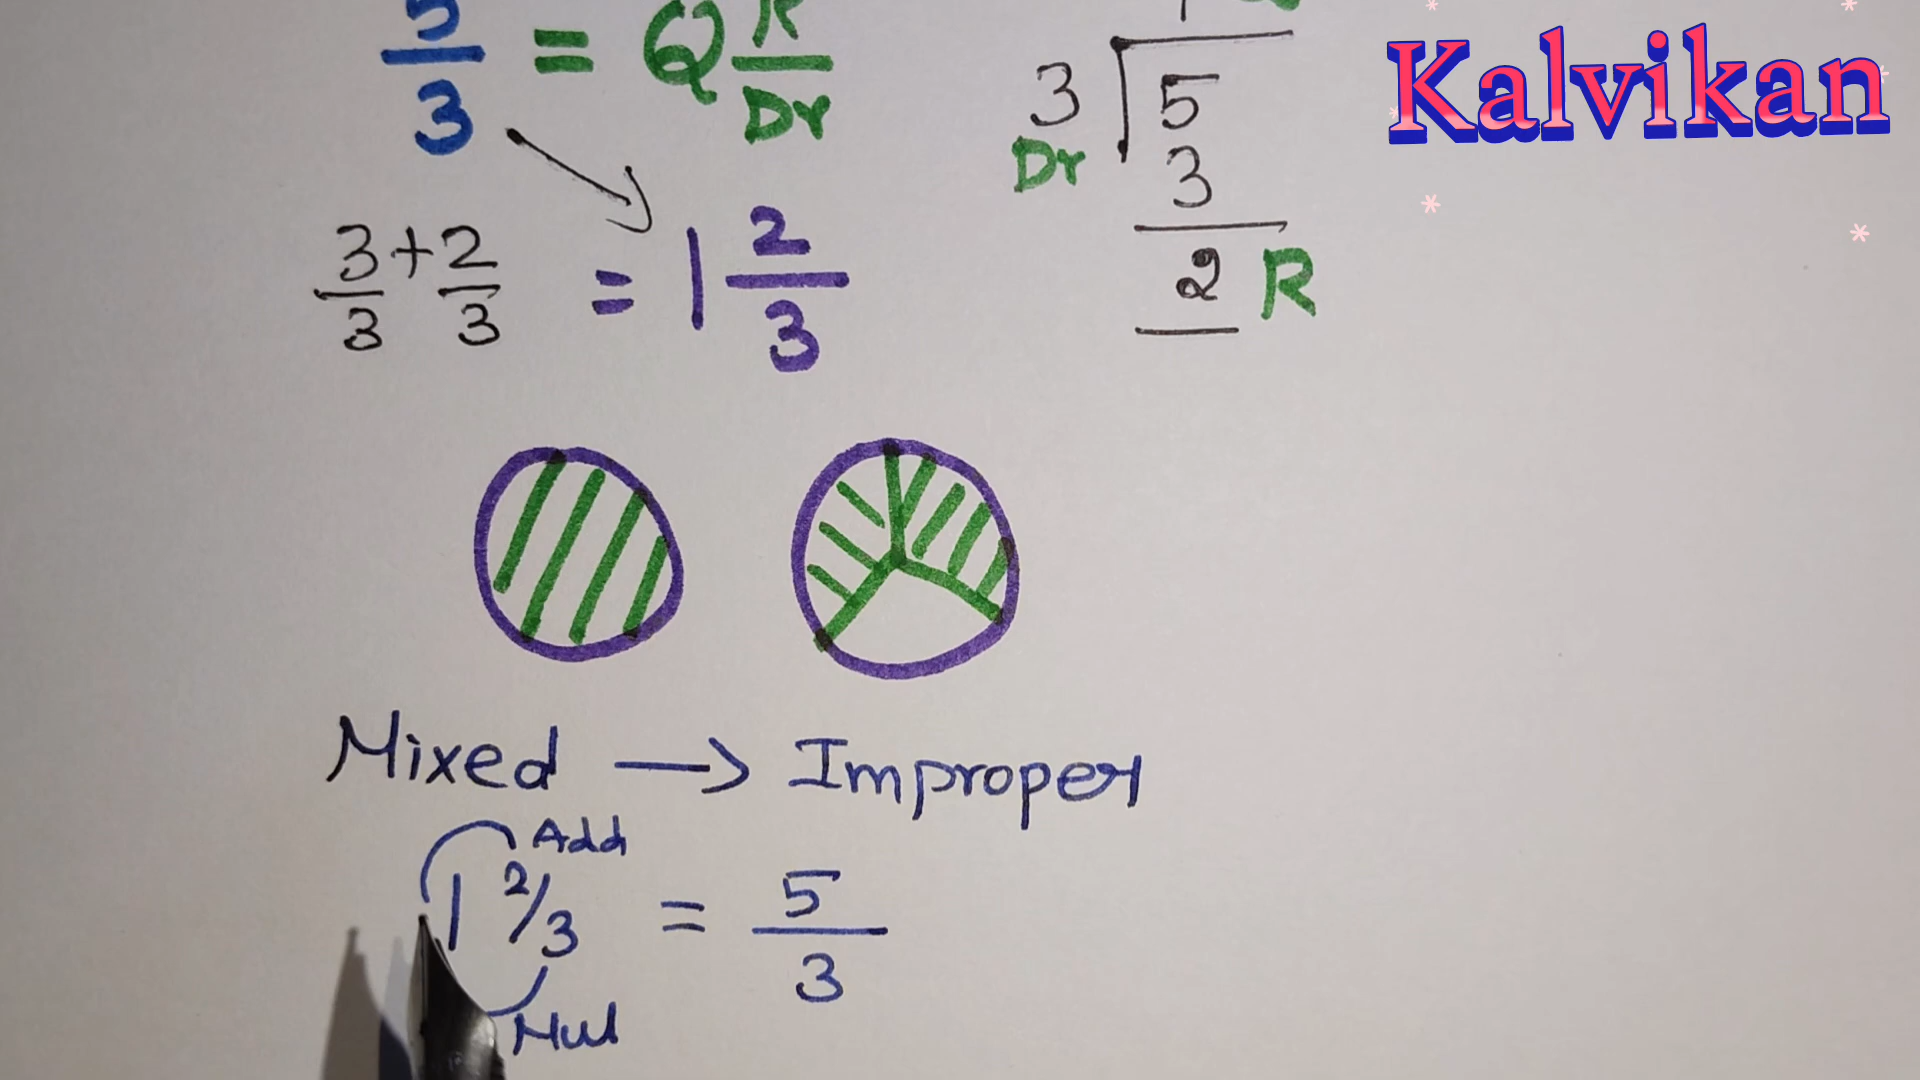 5/3 = Q R/Dr
3/3 + 2/3 = 1 2/3
3 5
Dr 3
2 R
Kalvikan
Mixed → Improper
Add
1 2/3 = 5/3
Mul